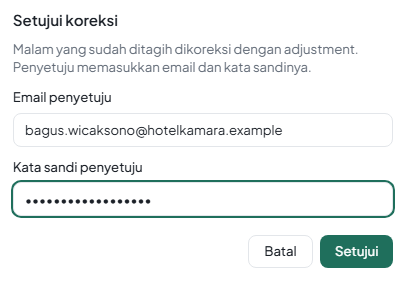 Setujui koreksi
Malam yang sudah ditagih dikoreksi dengan adjustment.
Penyetuju memasukkan email dan kata sandinya.
Email penyetuju
bagus.wicaksono@hotelkamara.example
Kata sandi penyetuju
••••••••••••••••••
Batal Setujui